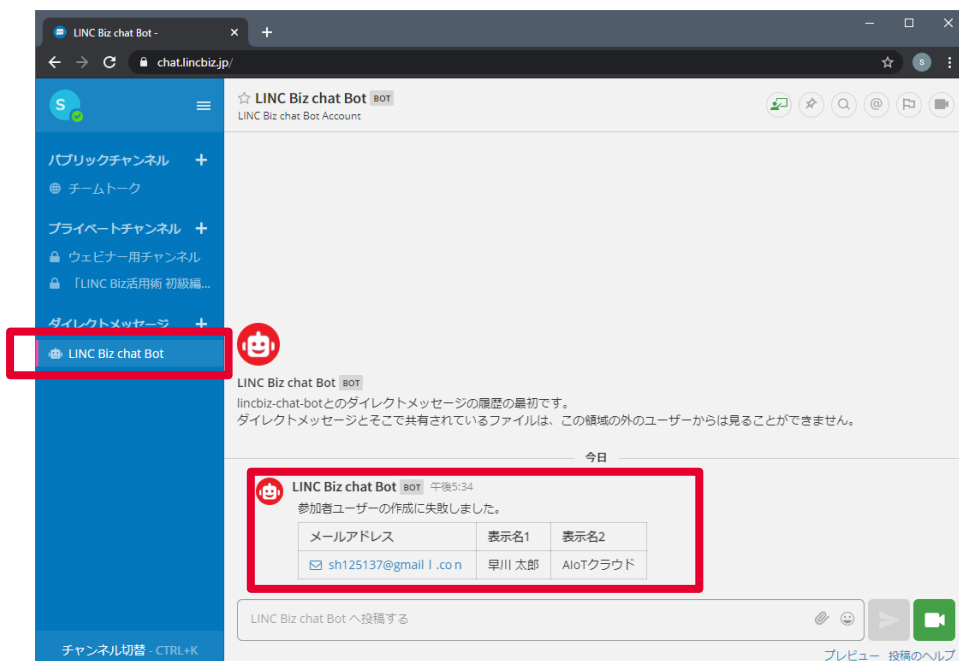 LINC Biz chat Bot -
chat.lincbiz.jp/
S
S
☆ LINC Biz chat Bot BOT
LINC Biz chat Bot Account
パブリックチャンネル +
チームトーク
プライベートチャンネル +
ウェビナー用チャンネル
「LINC Biz活用術 初級編...
ダイレクトメッセージ +
LINC Biz chat Bot
LINC Biz chat Bot BOT
lincbiz-chat-botとのダイレクトメッセージの履歴の最初です。
ダイレクトメッセージとそこで共有されているファイルは、この領域の外のユーザーからは見ることができません。
今日
LINC Biz chat Bot BOT 午後5:34
参加者ユーザーの作成に失敗しました。
メールアドレス 表示名1 表示名2
sh125137@gmail l .co n 早川 太郎 AIoTクラウド
LINC Biz chat Bot へ投稿する
チャンネル切替 - CTRL+K
プレビュー 投稿のヘルプ